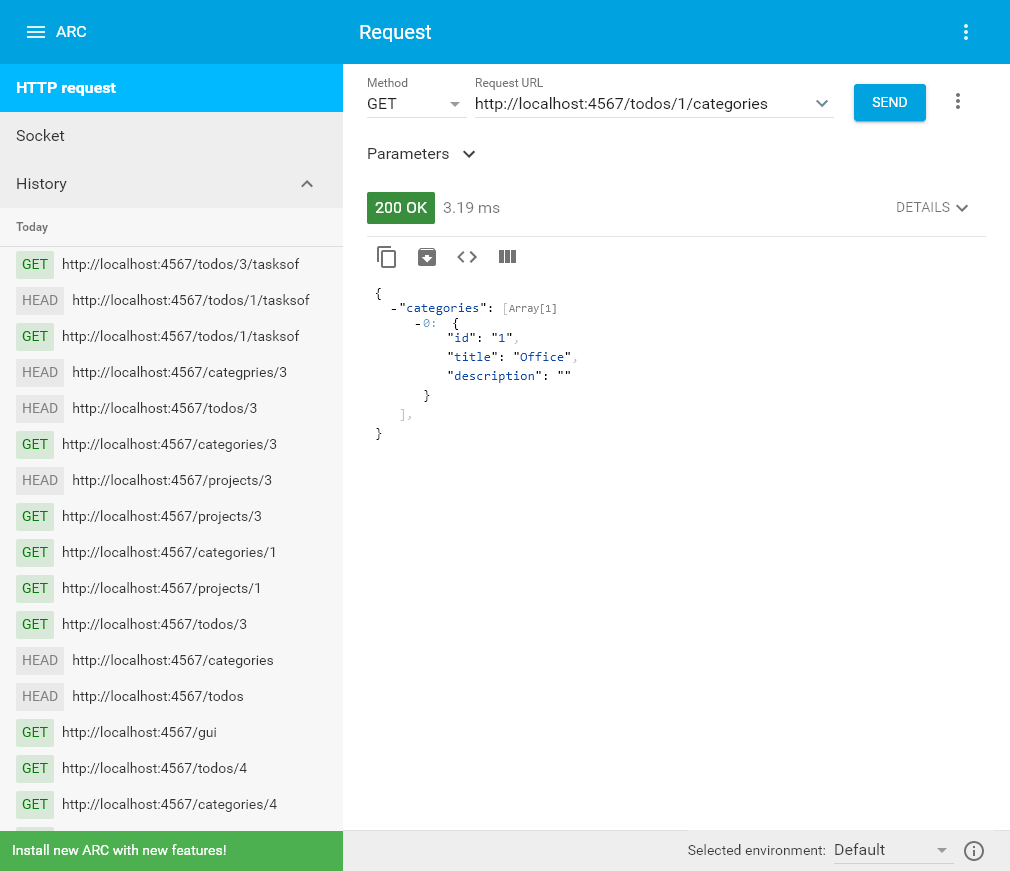 ARC
Request
HTTP request
Socket
History
Today
GET http://localhost:4567/todos/3/tasksof
HEAD http://localhost:4567/todos/1/tasksof
GET http://localhost:4567/todos/1/tasksof
HEAD http://localhost:4567/categpries/3
HEAD http://localhost:4567/todos/3
GET http://localhost:4567/categories/3
HEAD http://localhost:4567/projects/3
GET http://localhost:4567/projects/3
GET http://localhost:4567/categories/1
GET http://localhost:4567/projects/1
GET http://localhost:4567/todos/3
HEAD http://localhost:4567/categories
HEAD http://localhost:4567/todos
GET http://localhost:4567/gui
GET http://localhost:4567/todos/4
GET http://localhost:4567/categories/4
Install new ARC with new features!
Method Request URL
GET http://localhost:4567/todos/1/categories SEND
Parameters
200 OK 3.19 ms DETAILS
{
-"categories": [Array[1]
-0: {
"id": "1",
"title": "Office",
"description": ""
}
],
}
Selected environment: Default